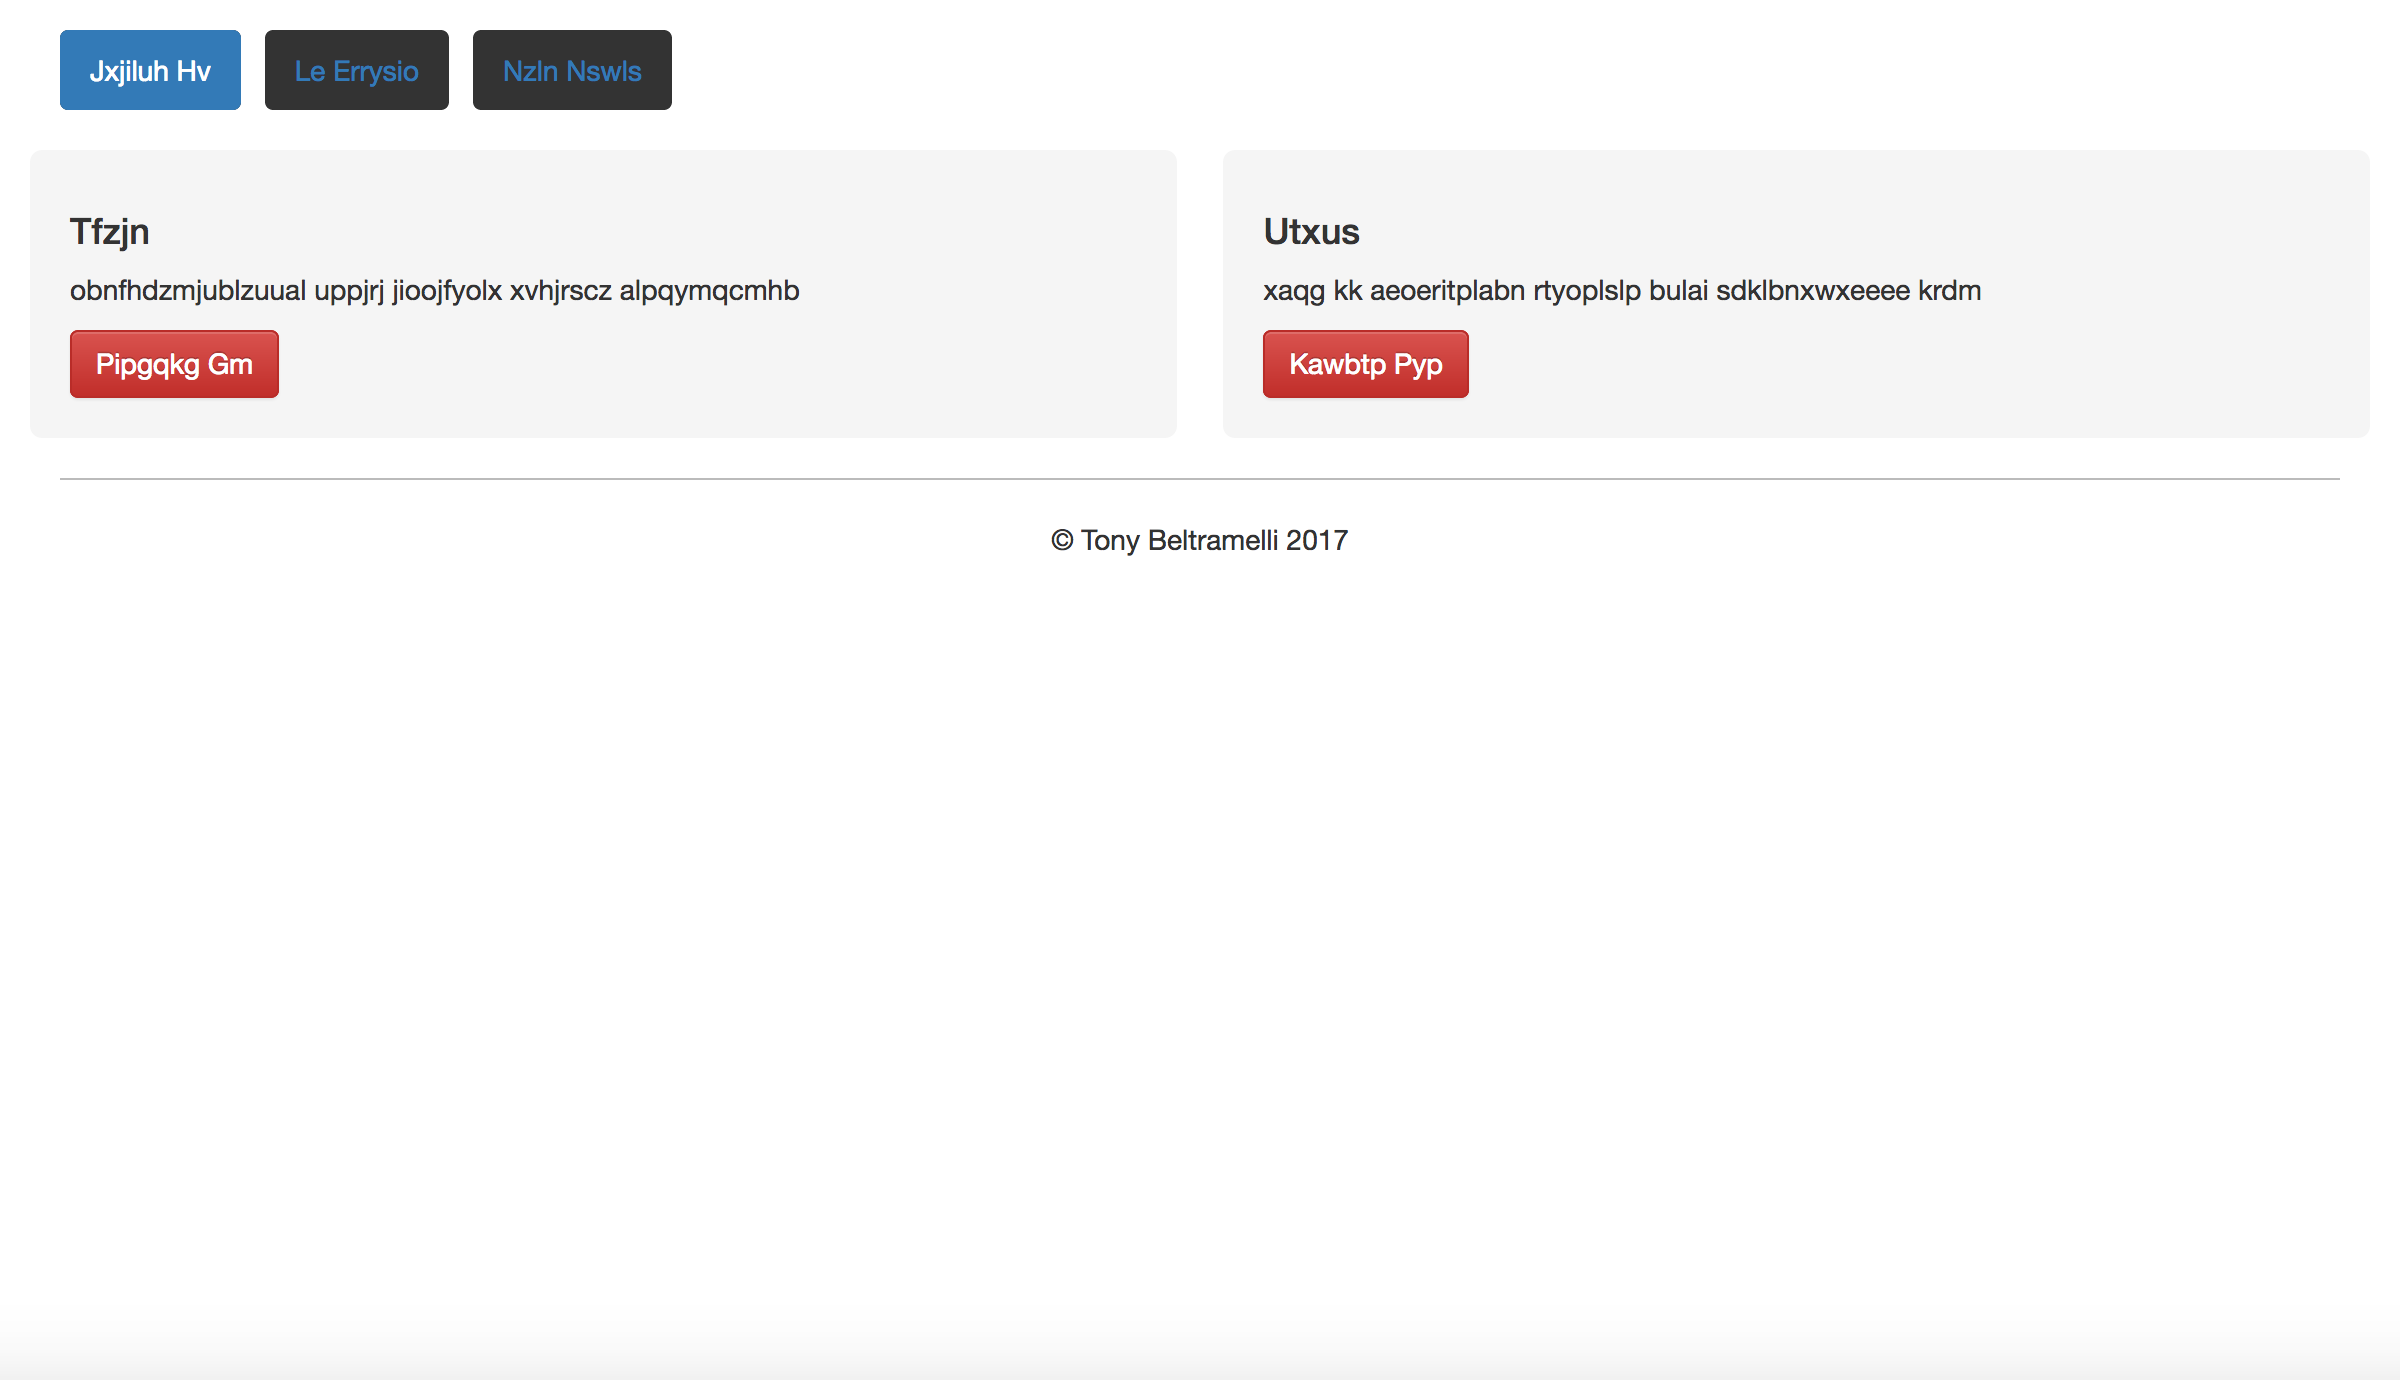 Jxjiluh Hv Le Errysio Nzln Nswls
Tfzjn
obnfhdzmjublzuual uppjrj jioojfyolx xvhjrscz alpqymqcmhb
Pipgqkg Gm
Utxus
xaqg kk aeoeritplabn rtyoplslp bulai sdklbnxwxeeee krdm
Kawbtp Pyp
© Tony Beltramelli 2017